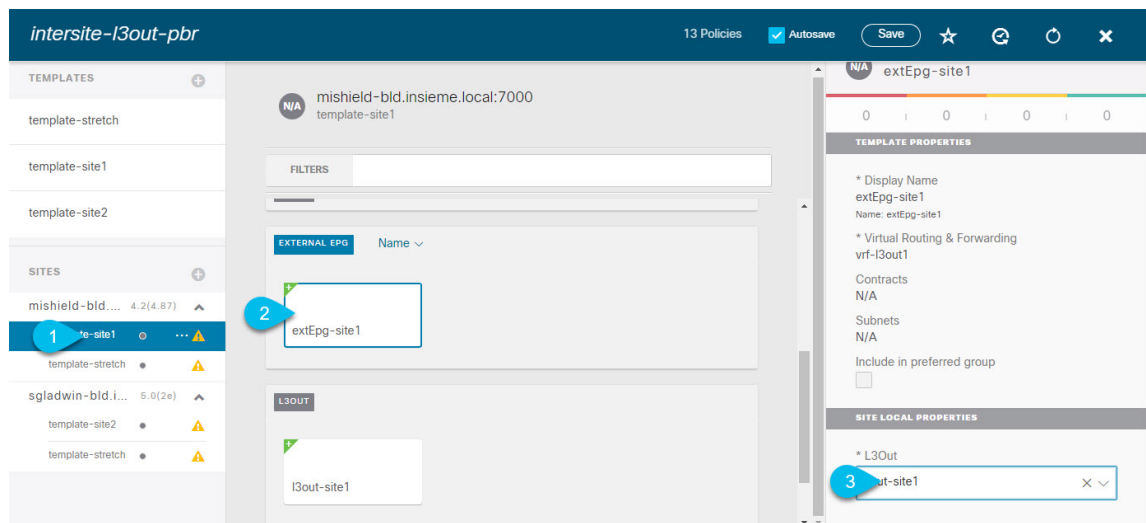 intersite-l3out-pbr
13 Policies
Autosave
Save
TEMPLATES
template-stretch
template-site1
template-site2
SITES
mishield-bld.... 4.2(4.87)
1 te-site1 ...
template-stretch
sgladwin-bld.i... 5.0(2e)
template-site2
template-stretch
N/A
mishield-bld.insieme.local:7000
template-site1
FILTERS
EXTERNAL EPG Name
2
extEpg-site1
L3OUT
l3out-site1
N/A extEpg-site1
0 0 0 0
TEMPLATE PROPERTIES
* Display Name
extEpg-site1
Name: extEpg-site1
* Virtual Routing & Forwarding
vrf-l3out1
Contracts
N/A
Subnets
N/A
Include in preferred group
SITE LOCAL PROPERTIES
* L3Out
3 ut-site1